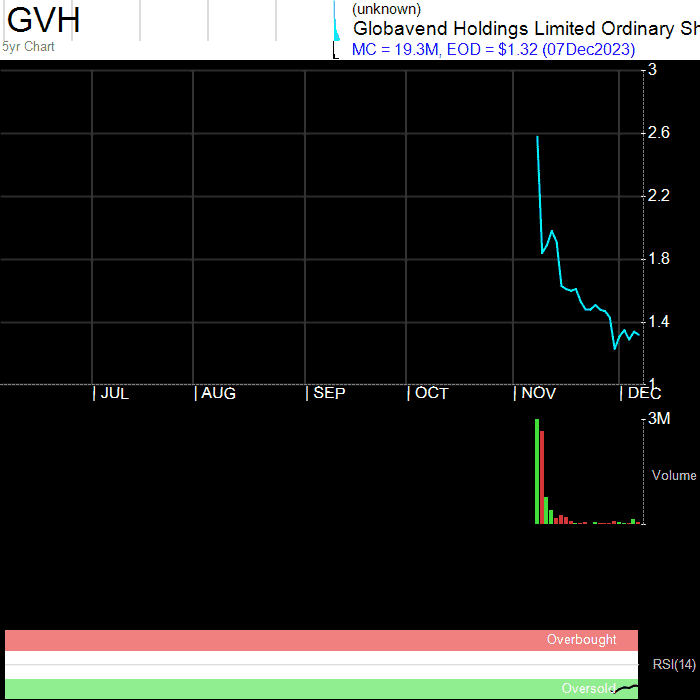 GVH
5yr Chart
(unknown)
Globavend Holdings Limited Ordinary Sh
MC = 19.3M, EOD = $1.32 (07Dec2023)
3
2.6
2.2
1.8
1.4
1
JUL AUG SEP OCT NOV DEC
3M
Volume
Overbought
RSI(14)
Oversold